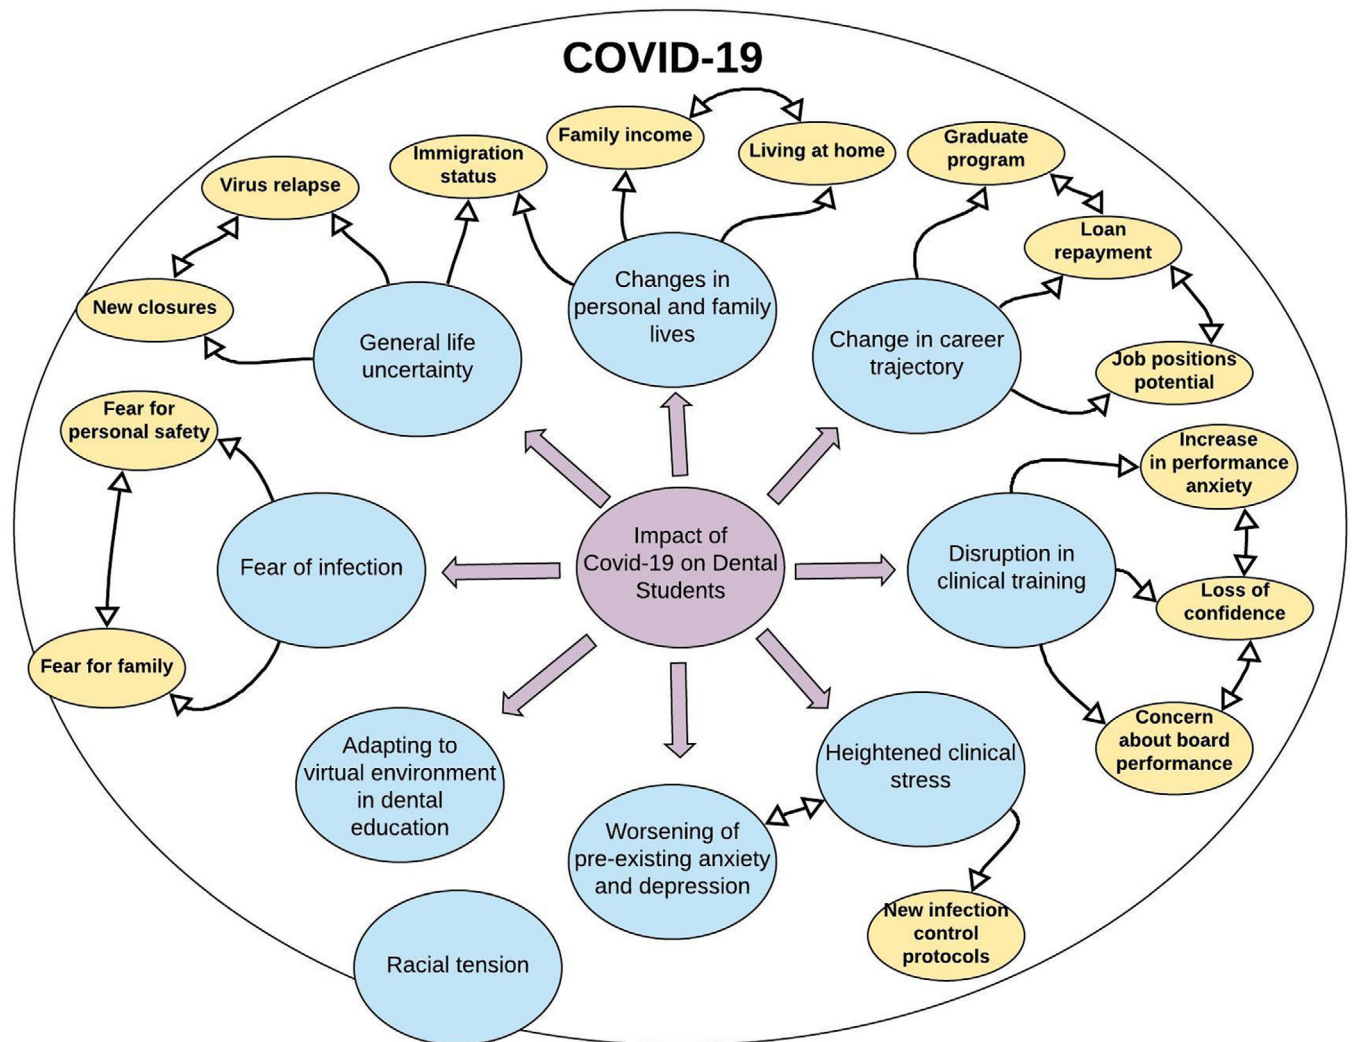 COVID-19
Family income
Living at home
Graduate
program
Immigration
status
Virus relapse
Loan
repayment
New closures
General life
uncertainty
Changes in
personal and family
lives
Change in career
trajectory
Job positions
potential
Fear for
personal safety
Increase
in performance
anxiety
Fear of infection
Impact of
Covid-19 on Dental
Students
Disruption in
clinical training
Loss of
confidence
Fear for family
Concern
about board
performance
Adapting to
virtual environment
in dental
education
Heightened clinical
stress
Worsening of
pre-existing anxiety
and depression
New infection
control
protocols
Racial tension